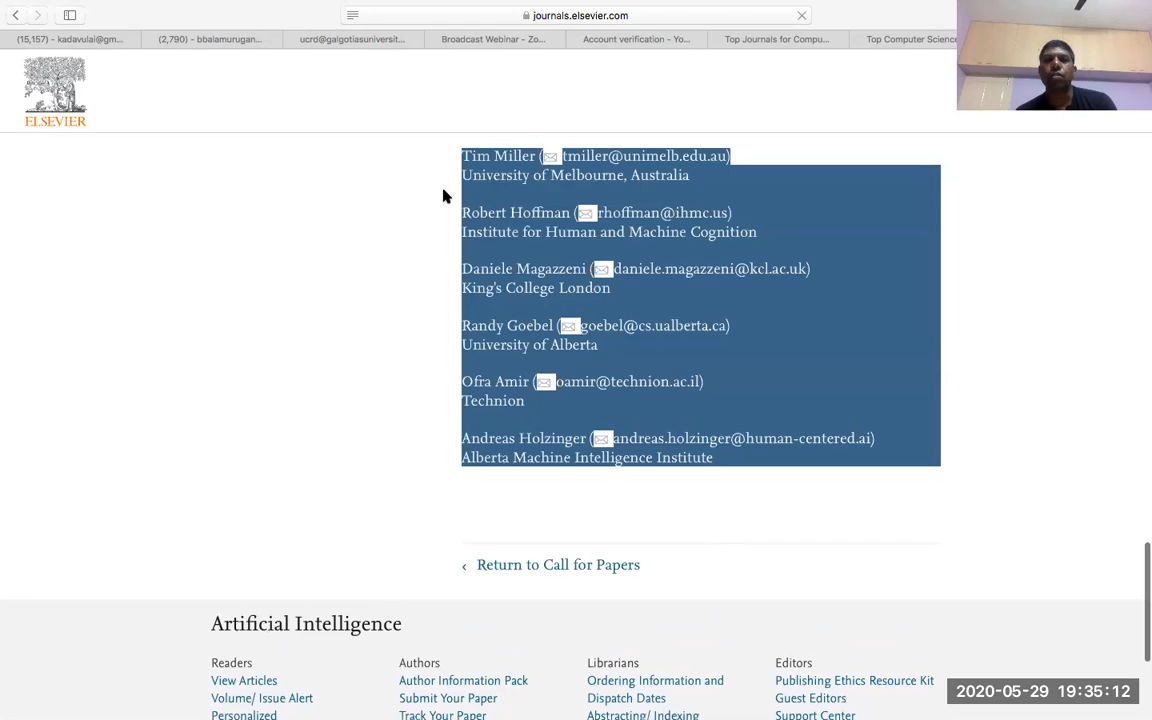 journals.elsevier.com
(15,157) - kadavulai@gm...
(2,790) - bbalamurugan...
ucrd@galgotiasuniversit...
Broadcast Webinar - Zo...
Account verification - Yo...
Top Journals for Compu...
Top Computer Science
ELSEVIER
Tim Miller (tmiller@unimelb.edu.au)
University of Melbourne, Australia
Robert Hoffman (rhoffman@ihmc.us)
Institute for Human and Machine Cognition
Daniele Magazzeni (daniele.magazzeni@kcl.ac.uk)
King's College London
Randy Goebel (goebel@cs.ualberta.ca)
University of Alberta
Ofra Amir (oamir@technion.ac.il)
Technion
Andreas Holzinger (andreas.holzinger@human-centered.ai)
Alberta Machine Intelligence Institute
‹ Return to Call for Papers
Artificial Intelligence
Readers
Authors
Librarians
Editors
View Articles
Author Information Pack
Ordering Information and
Publishing Ethics Resource Kit
Volume/ Issue Alert
Submit Your Paper
Dispatch Dates
Guest Editors
Personalized
Track Your Paper
Abstracting/ Indexing
Support Center
2020-05-29 19:35:12